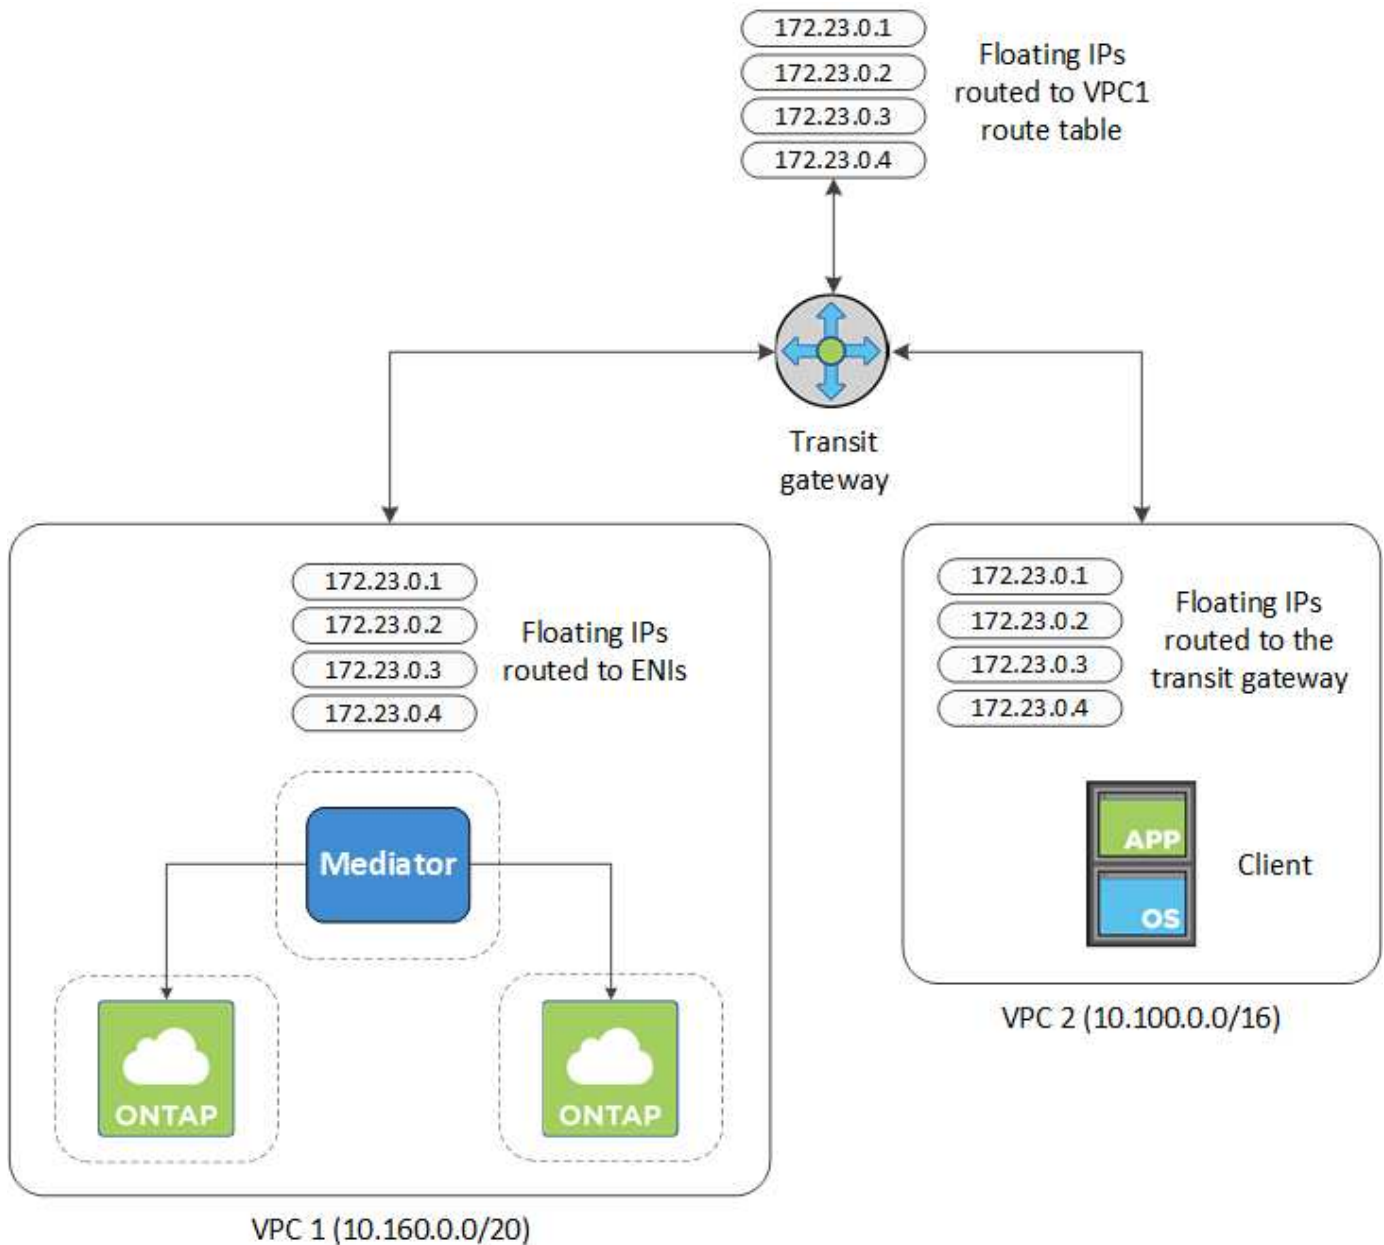 172.23.0.1
172.23.0.2
172.23.0.3
172.23.0.4
Floating IPs
routed to VPC1
route table
Transit
gateway
172.23.0.1
172.23.0.2
172.23.0.3
172.23.0.4
Floating IPs
routed to ENIs
Mediator
ONTAP
ONTAP
VPC 1 (10.160.0.0/20)
172.23.0.1
172.23.0.2
172.23.0.3
172.23.0.4
Floating IPs
routed to the
transit gateway
APP
OS
Client
VPC 2 (10.100.0.0/16)